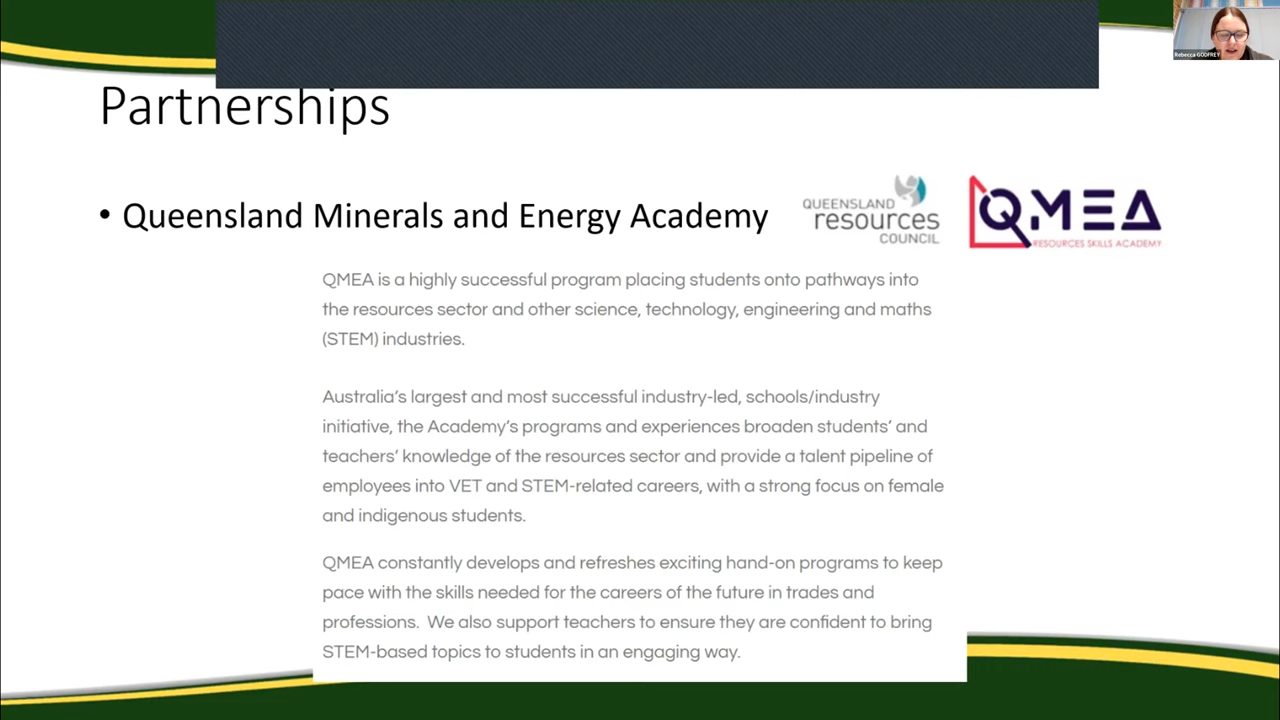 Rebecca GODFREY
Partnerships
• Queensland Minerals and Energy Academy
QUEENSLAND
resources
COUNCIL
QMEA
RESOURCES SKILLS ACADEMY
QMEA is a highly successful program placing students onto pathways into
the resources sector and other science, technology, engineering and maths
(STEM) industries.
Australia's largest and most successful industry-led, schools/industry
initiative, the Academy's programs and experiences broaden students' and
teachers' knowledge of the resources sector and provide a talent pipeline of
employees into VET and STEM-related careers, with a strong focus on female
and indigenous students.
QMEA constantly develops and refreshes exciting hand-on programs to keep
pace with the skills needed for the careers of the future in trades and
professions.  We also support teachers to ensure they are confident to bring
STEM-based topics to students in an engaging way.